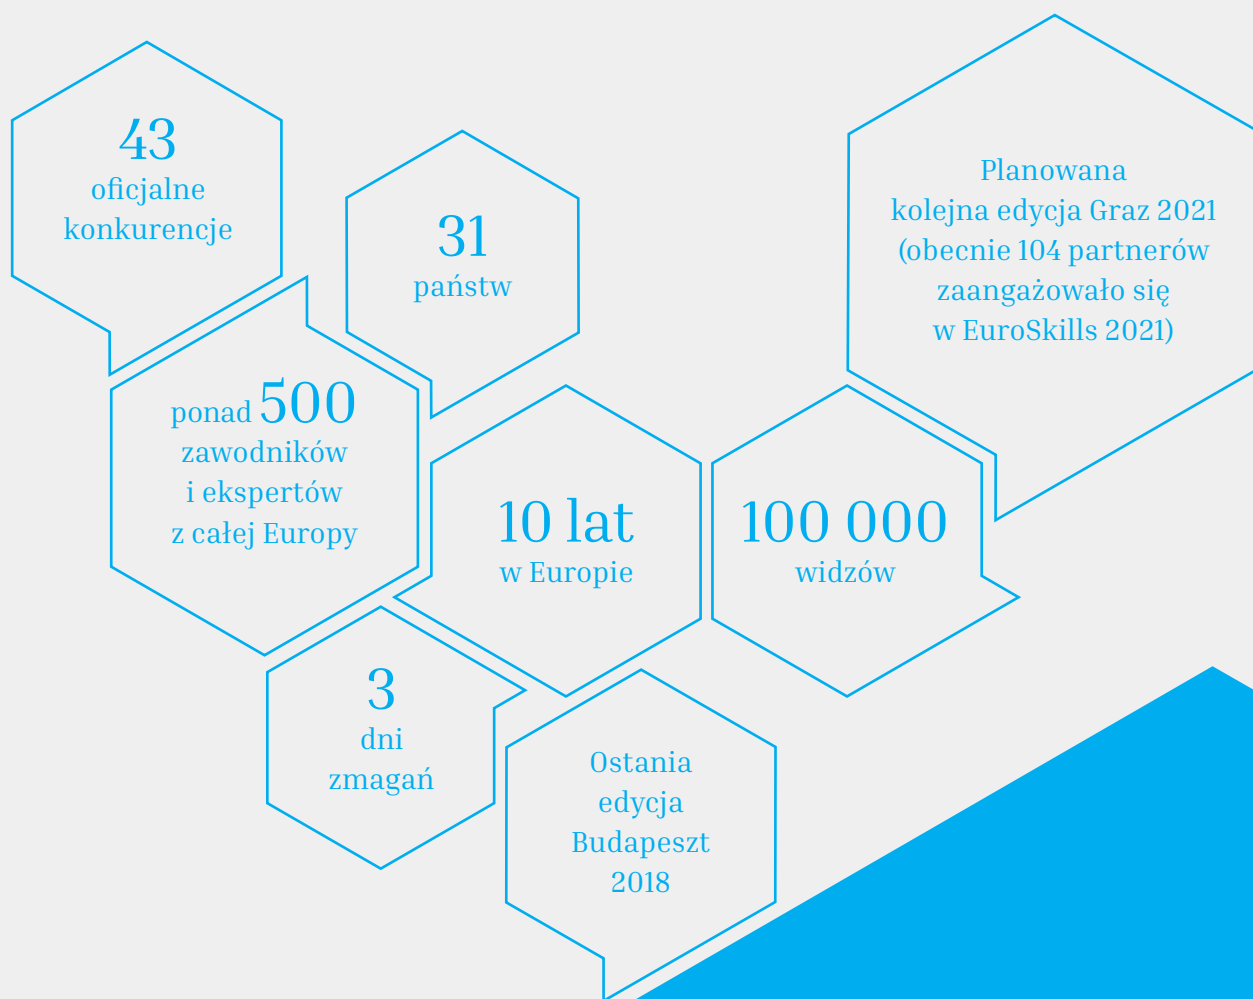 43
oficjalne
konkurencje
31
państw
Planowana
kolejna edycja Graz 2021
(obecnie 104 partnerów
zaangażowało się
w EuroSkills 2021)
ponad 500
zawodników
i ekspertów
z całej Europy
10 lat
w Europie
100 000
widzów
3
dni
zmagań
Ostania
edycja
Budapeszt
2018